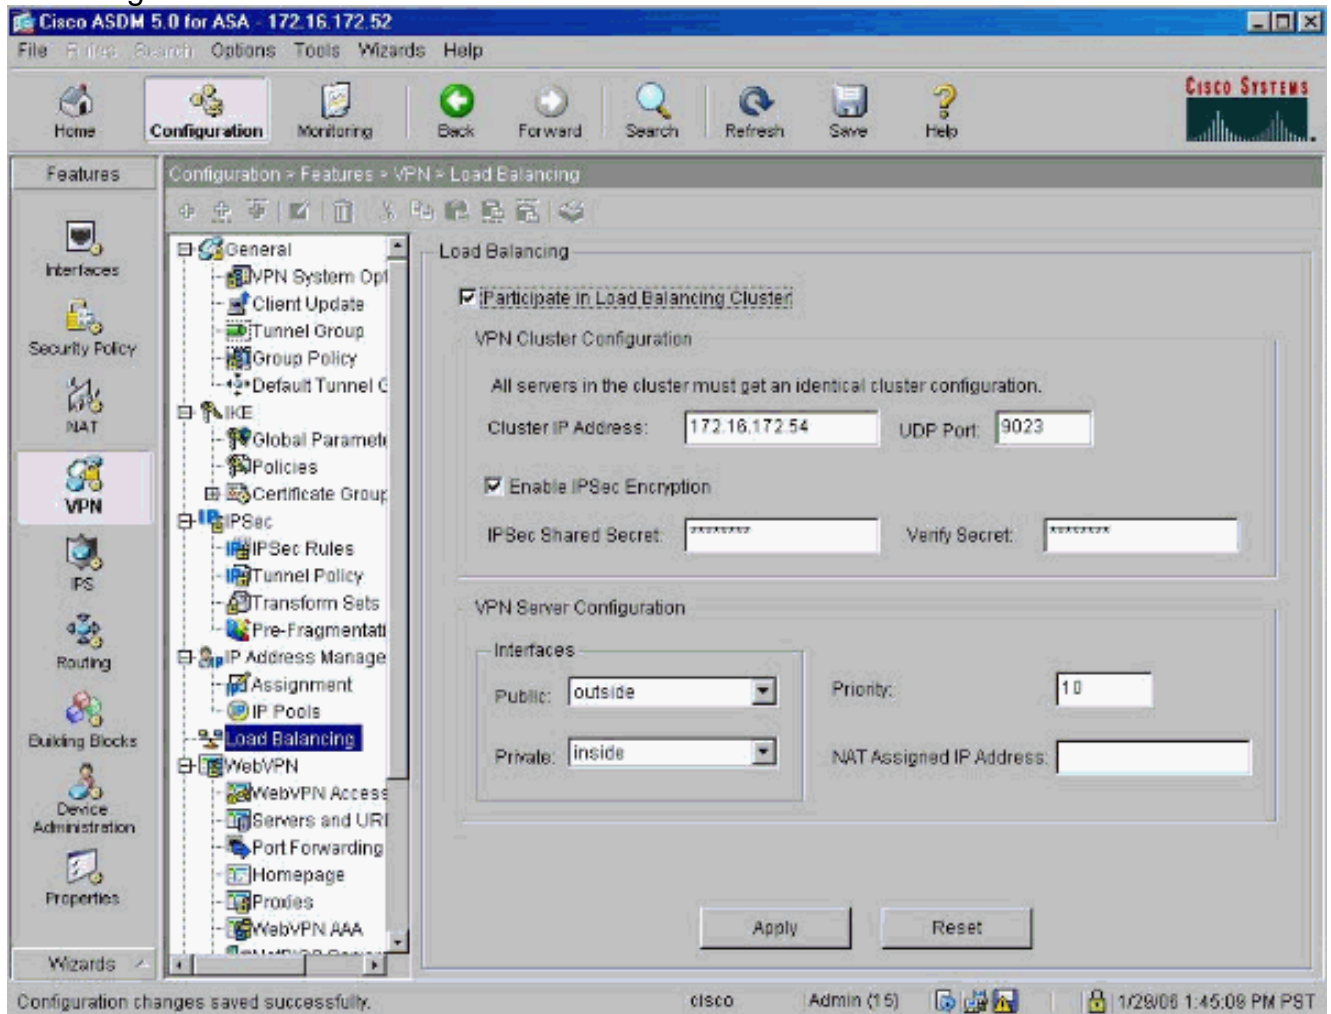 Cisco ASDM 5.0 for ASA - 172.16.172.52
File Rules Search Options Tools Wizards Help
Home Configuration Monitoring Back Forward Search Refresh Save Help
CISCO SYSTEMS
Features
Configuration > Features > VPN > Load Balancing
Interfaces
Security Policy
NAT
VPN
IPS
Routing
Building Blocks
Device Administration
Properties
Wizards
General
VPN System Opt
Client Update
Tunnel Group
Group Policy
Default Tunnel G
IKE
Global Paramete
Policies
Certificate Group
IPSec
IPSec Rules
Tunnel Policy
Transform Sets
Pre-Fragmentati
IP Address Manage
Assignment
IP Pools
Load Balancing
WebVPN
WebVPN Access
Servers and URL
Port Forwarding
Homepage
Proxies
WebVPN AAA
Load Balancing
Participate in Load Balancing Cluster
VPN Cluster Configuration
All servers in the cluster must get an identical cluster configuration.
Cluster IP Address: 172.16.172.54 UDP Port: 9023
Enable IPSec Encryption
IPSec Shared Secret: ******** Verify Secret: ********
VPN Server Configuration
Interfaces
Public: outside
Priority: 10
Private: inside
NAT Assigned IP Address:
Apply Reset
Configuration changes saved successfully. cisco Admin (15) 1/29/06 1:45:09 PM PST